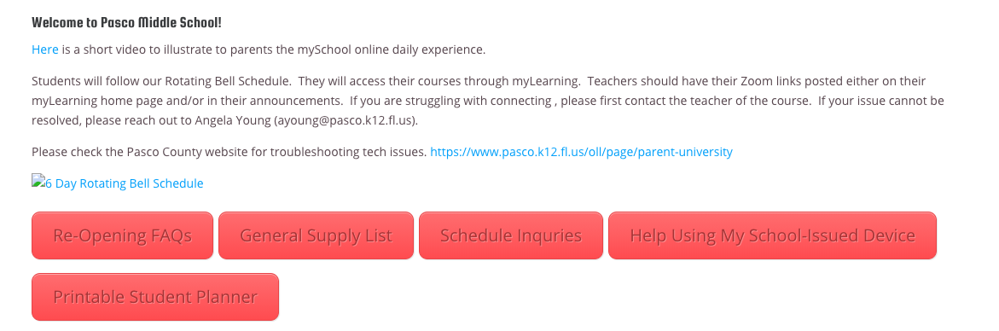 Welcome to Pasco Middle School!
Here is a short video to illustrate to parents the mySchool online daily experience.
Students will follow our Rotating Bell Schedule.  They will access their courses through myLearning.  Teachers should have their Zoom links posted either on their
myLearning home page and/or in their announcements.  If you are struggling with connecting , please first contact the teacher of the course.  If your issue cannot be
resolved, please reach out to Angela Young (ayoung@pasco.k12.fl.us).
Please check the Pasco County website for troubleshooting tech issues. https://www.pasco.k12.fl.us/oll/page/parent-university
6 Day Rotating Bell Schedule
Re-Opening FAQs General Supply List Schedule Inquries Help Using My School-Issued Device
Printable Student Planner